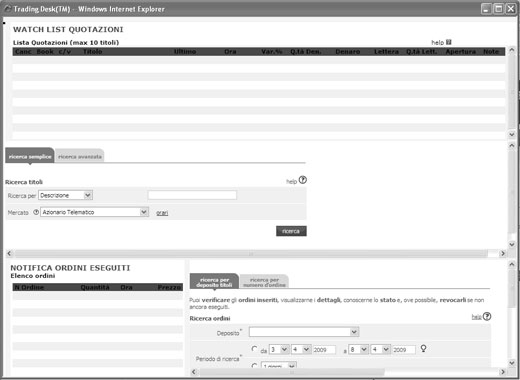 Trading Desk(TM) - Windows Internet Explorer
WATCH LIST QUOTAZIONI
Lista Quotazioni (max 10 titoli) help
Canc Book c/v Titolo Ultimo Ora Var.% Q.tà Den. Denaro Lettera Q.tà Lett. Apertura Note
ricerca semplice ricerca avanzata
Ricerca titoli help ?
Ricerca per Descrizione
Mercato ? Azionario Telematico orari
ricerca
NOTIFICA ORDINI ESEGUITI
Elenco ordini
N Ordine Quantità Ora Prezzo
ricerca per deposito titoli
ricerca per numero d'ordine
Puoi verificare gli ordini inseriti, visualizzarne i dettagli, conoscerne lo stato e, ove possibile, revocarli se non
ancora eseguiti.
Ricerca ordini help ?
Deposito*
Periodo di ricerca* da 3 4 2009 a 8 4 2009
1 giorni